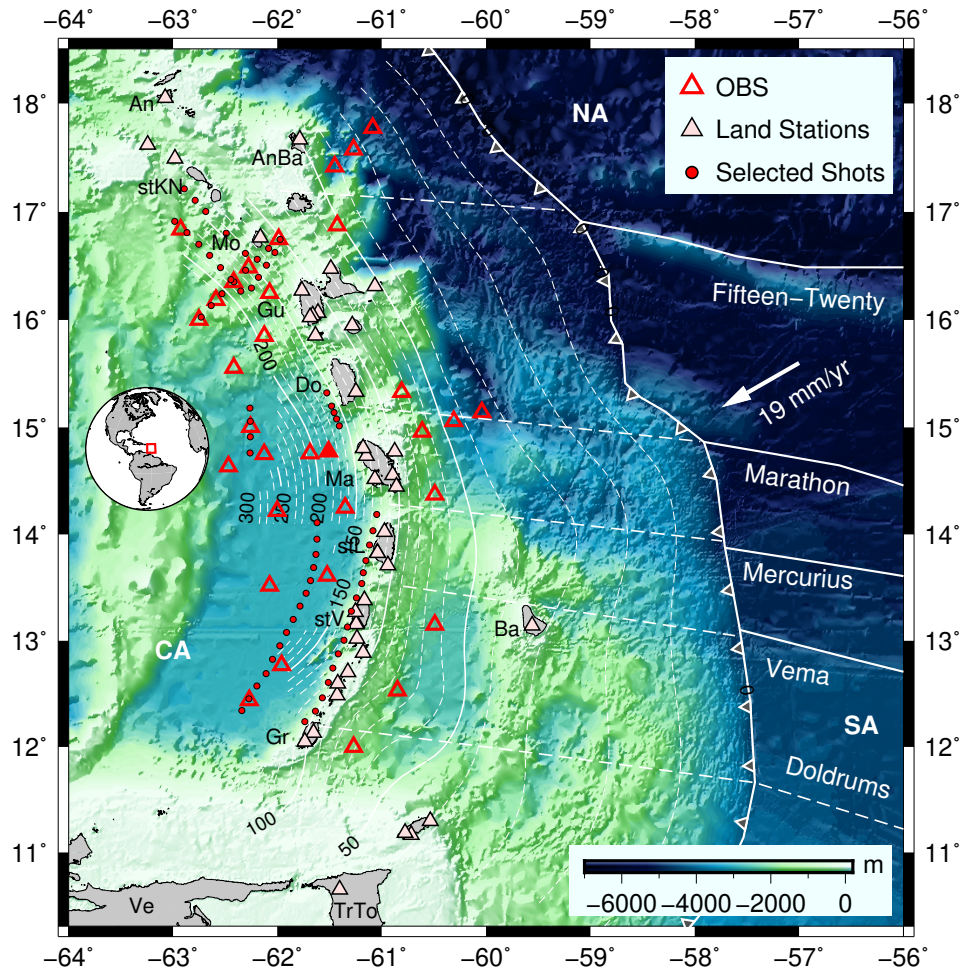 −64° −63° −62° −61° −60° −59° −58° −57° −56°
18° 18°
17° 17°
16° 16°
15° 15°
14° 14°
13° 13°
12° 12°
11° 11°
OBS
Land Stations
Selected Shots
NA
An
AnBa
stKN
Mo
Gu
Fifteen−Twenty
200
Do
19 mm/yr
Ma
Marathon
300 250 200
150
stL
Mercurius
150
stV
Ba
CA
Vema
0
SA
Gr
Doldrums
100
50
m
−6000 −4000 −2000 0
Ve
TrTo
−64° −63° −62° −61° −60° −59° −58° −57° −56°